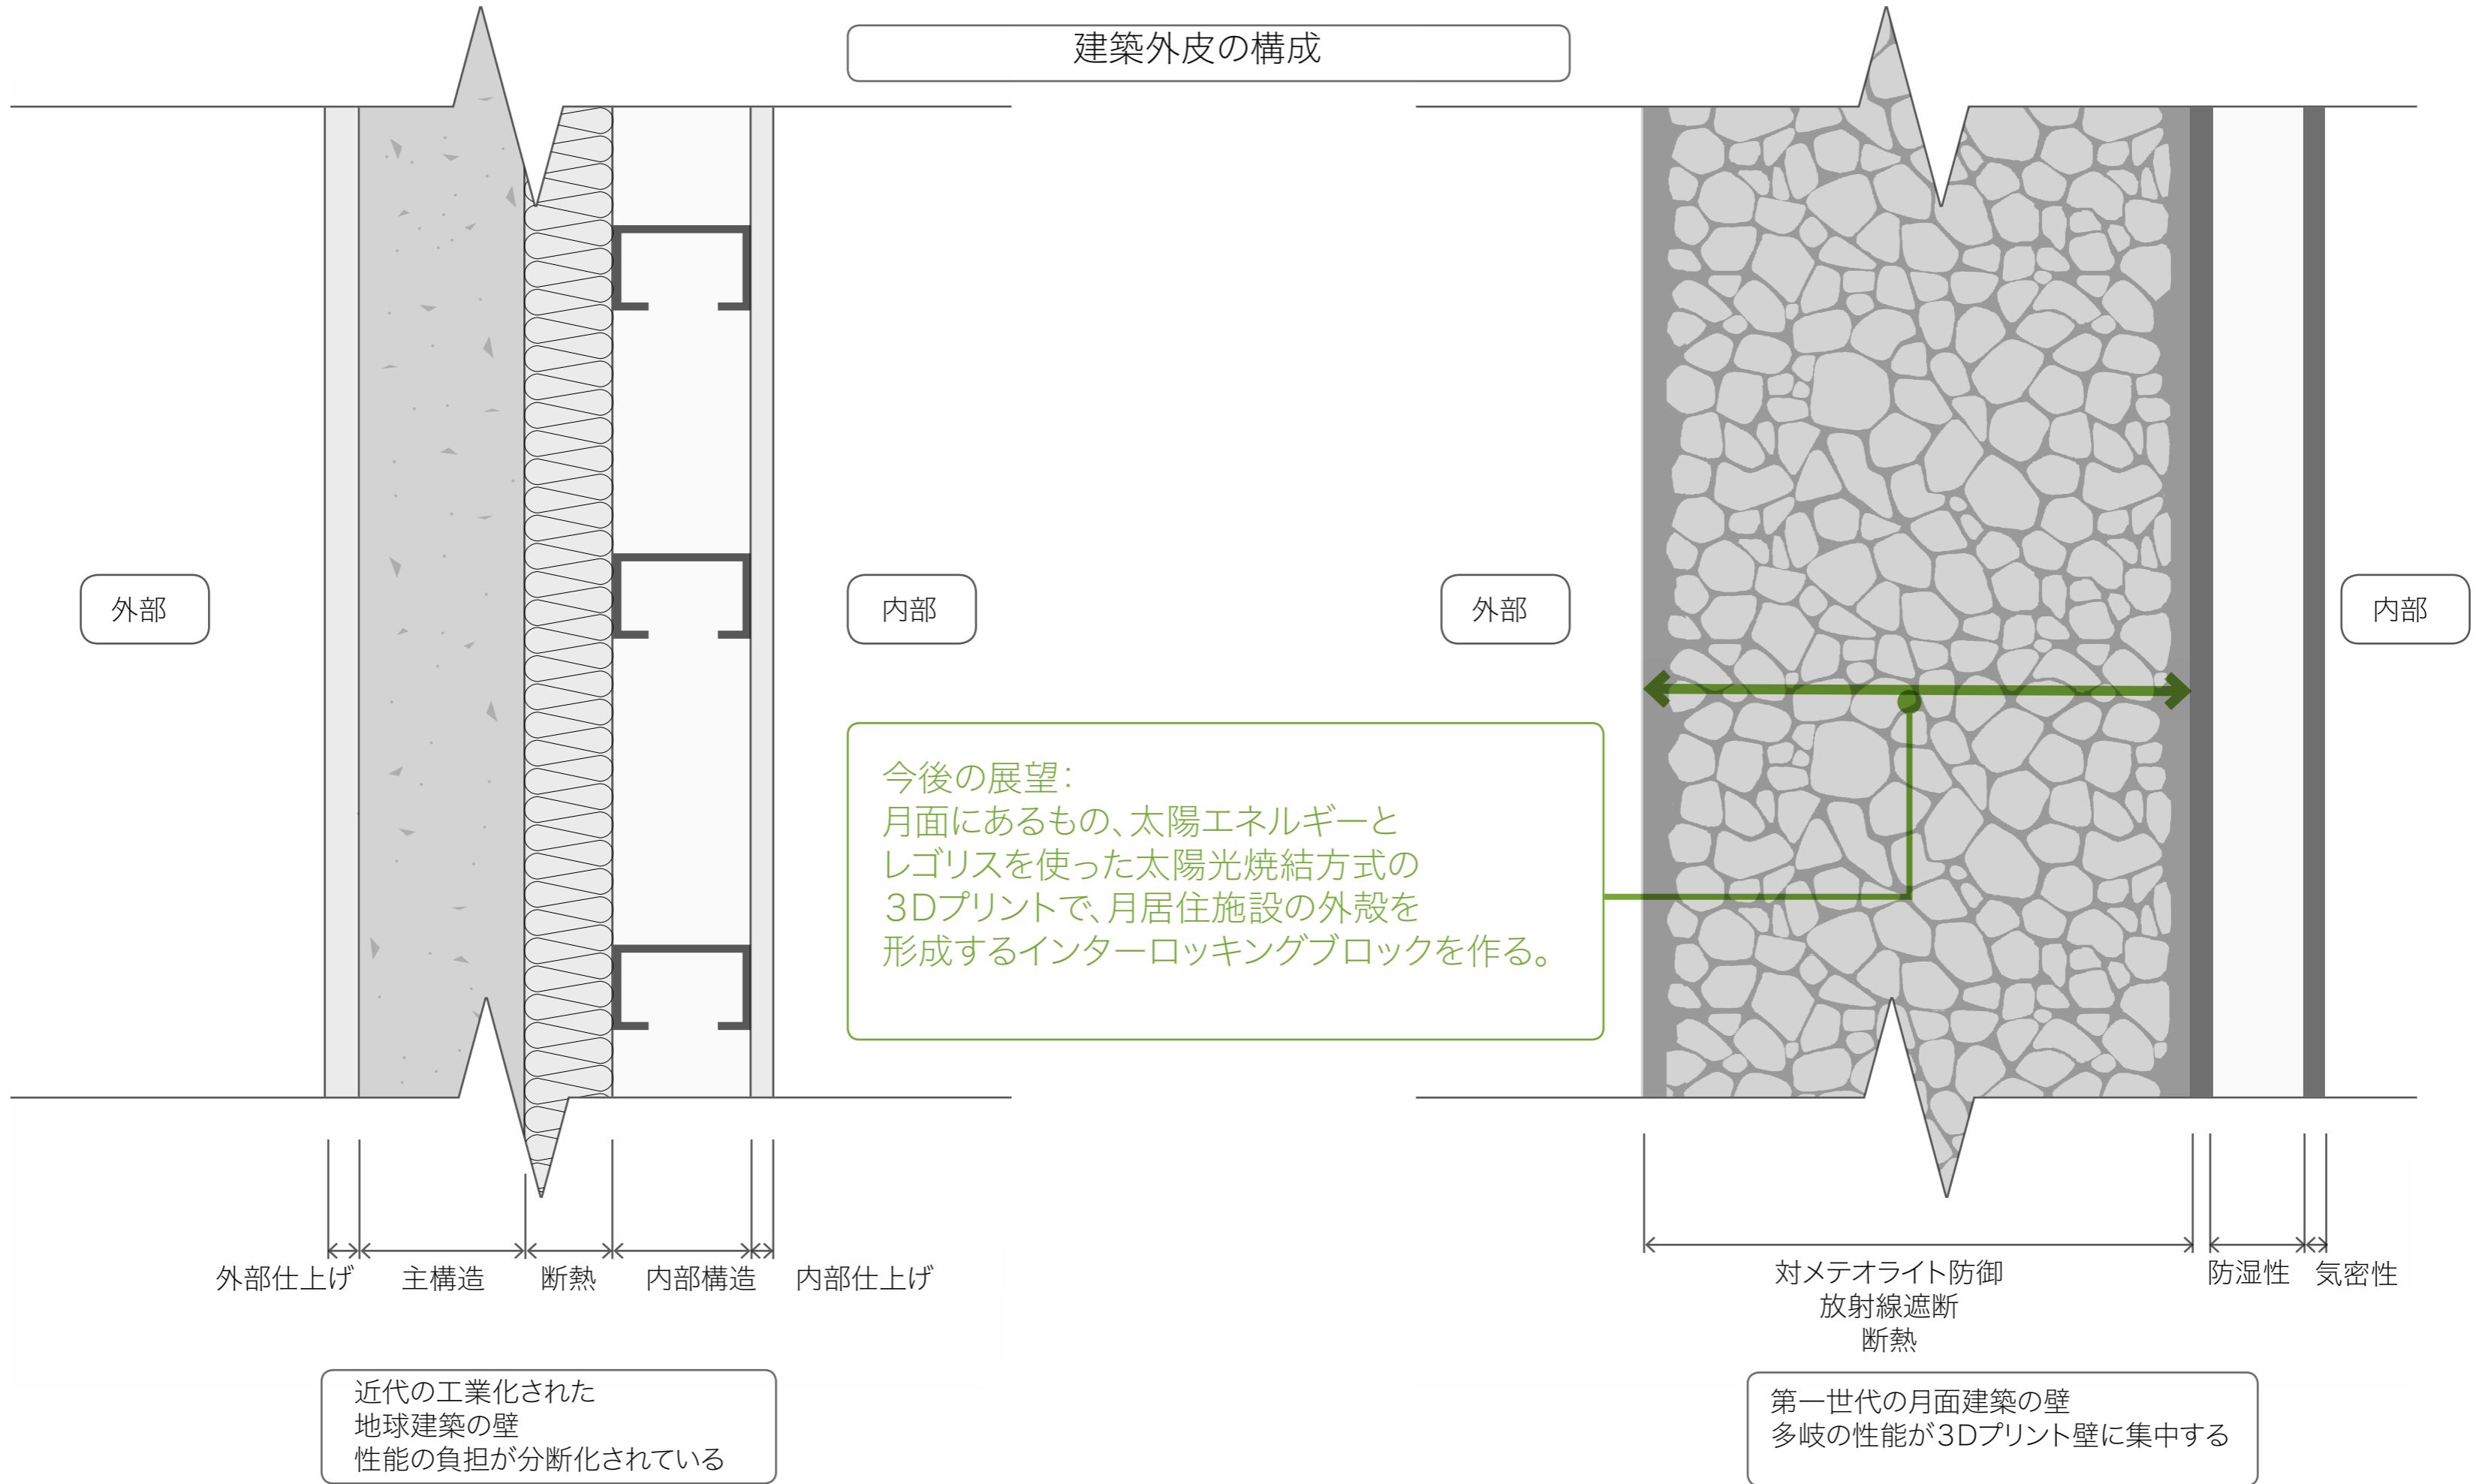 建築外皮の構成
外部
内部
外部
内部
今後の展望：
月面にあるもの、太陽エネルギーと
レゴリスを使った太陽光焼結方式の
３Dプリントで、月居住施設の外殻を
形成するインターロッキングブロックを作る。
外部仕上げ
主構造
断熱
内部構造
内部仕上げ
対メテオライト防御
放射線遮断
断熱
防湿性
気密性
近代の工業化された
地球建築の壁
性能の負担が分断化されている
第一世代の月面建築の壁
多岐の性能が３Dプリント壁に集中する